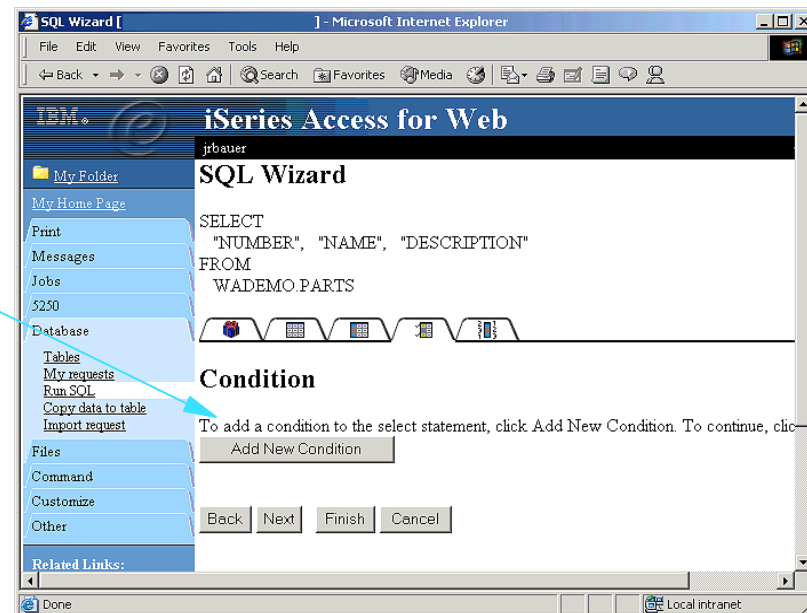 SQL Wizard [ ] - Microsoft Internet Explorer
File Edit View Favorites Tools Help
Back Search Favorites Media
IBM®
iSeries Access for Web
jrbauer
My Folder
My Home Page
Print
Messages
Jobs
5250
Database
Tables
My requests
Run SQL
Copy data to table
Import request
Files
Command
Customize
Other
Related Links:
SQL Wizard
SELECT
"NUMBER", "NAME", "DESCRIPTION"
FROM
WADEMO.PARTS
Condition
To add a condition to the select statement, click Add New Condition. To continue, clic
Add New Condition
Back Next Finish Cancel
Done Local intranet